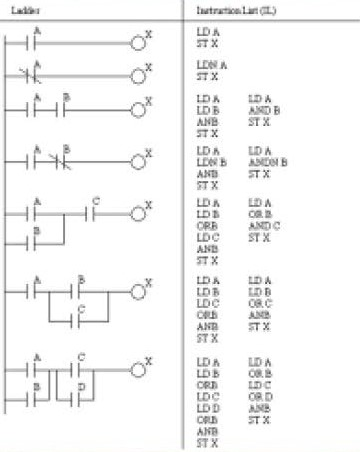 Ladder Instruction List (IL)
A X
LD A
ST X
A X
LDN A
ST X
A B X
LD A LD A
LD B AND B
ANB ST X
ST X
A B X
LD A LD A
LDN B ANDN B
ANB ST X
ST X
A C X
B
LD A LD A
LD B OR B
ORB AND C
LD C ST X
ANB
ST X
A B X
C
LD A LD A
LD B LD B
LD C OR C
ORB ANB
ANB ST X
ST X
A C X
B D
LD A LD A
LD B OR B
ORB LD C
LD C OR D
LD D ANB
ORB ST X
ANB
ST X